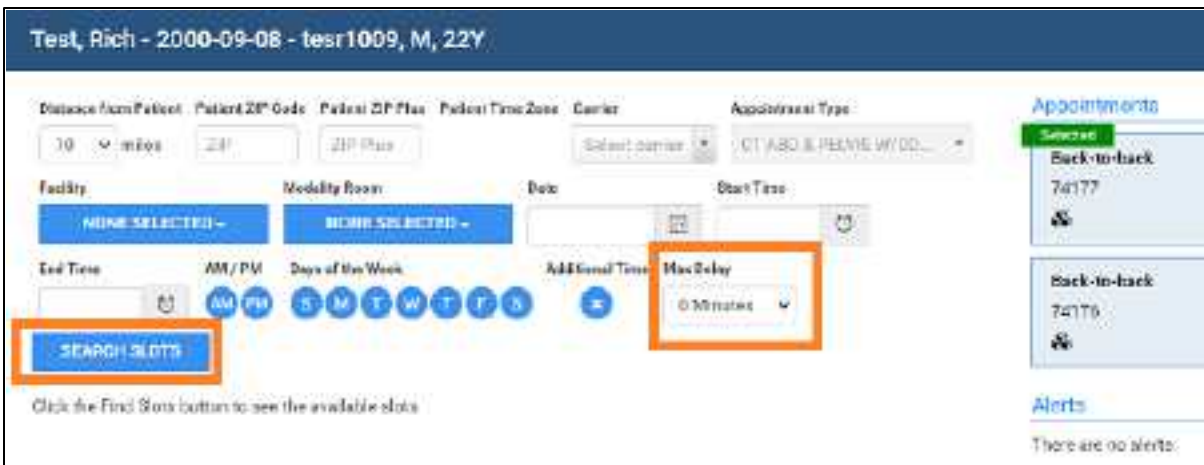 Test, Rich - 2000-09-08 - tesr1009, M, 22Y
Distance from Patient Patient ZIP Code Patient ZIP Plus Patient Time Zone Carrier Appointment Type
10 miles ZIP ZIP Plus Select carrier CT ABD & PELVIS W/OD...
Facility Modality Room Date Start Time
NONE SELECTED NONE SELECTED
End Time AM / PM Days of the Week Additional Time Max Delay
AM PM S M T W T F S 0 Minutes
SEARCH SLOTS
Click the Find Slots button to see the available slots
Appointments
Selected
Back-to-back
74177
Back-to-back
74176
Alerts
There are no alerts.